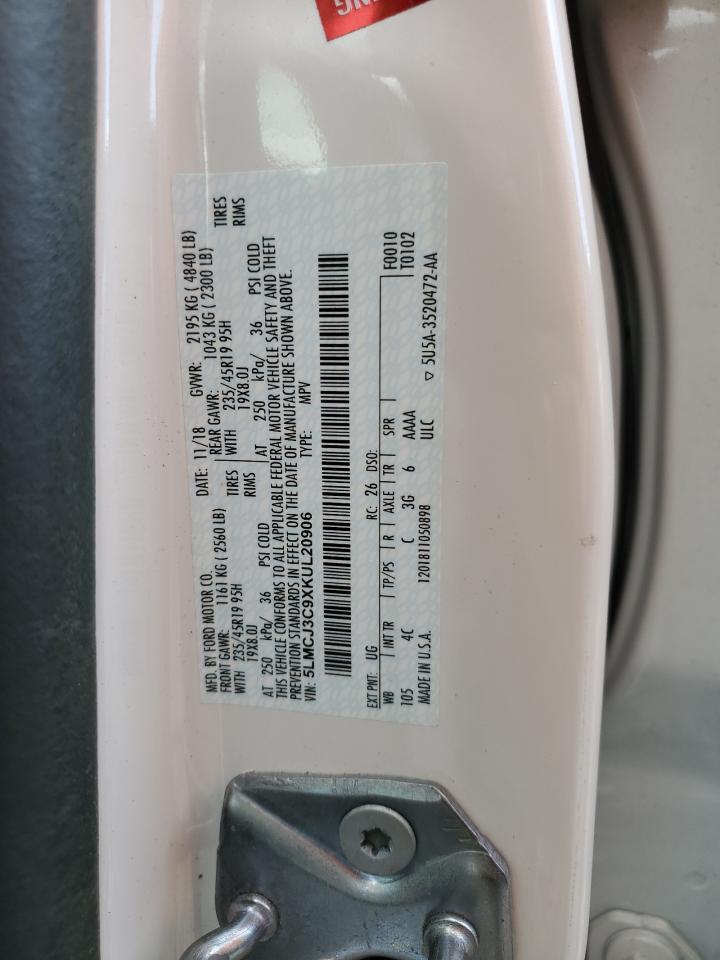 NG
MFD. BY FORD MOTOR CO. DATE: 11/18 GVWR: 2195 KG ( 4840 LB)
FRONT GAWR: 1161 KG ( 2560 LB) REAR GAWR: 1043 KG ( 2300 LB)
WITH 235/45R19 95H TIRES WITH 235/45R19 95H TIRES
19X8.0J RIMS 19X8.0J RIMS
AT 250 kPa/ 36 PSI COLD AT 250 kPa/ 36 PSI COLD
THIS VEHICLE CONFORMS TO ALL APPLICABLE FEDERAL MOTOR VEHICLE SAFETY AND THEFT
PREVENTION STANDARDS IN EFFECT ON THE DATE OF MANUFACTURE SHOWN ABOVE.
VIN: 5LMCJ3C9XKUL20906 TYPE: MPV
EXT PNT: UG RC: 26 DSO:
WB INT TR TP/PS R AXLE TR SPR F0010
105 4C C 3G 6 AAAA T0102
MADE IN U.S.A. 1201811050898 ULC
▽ 5U5A-3520472-AA